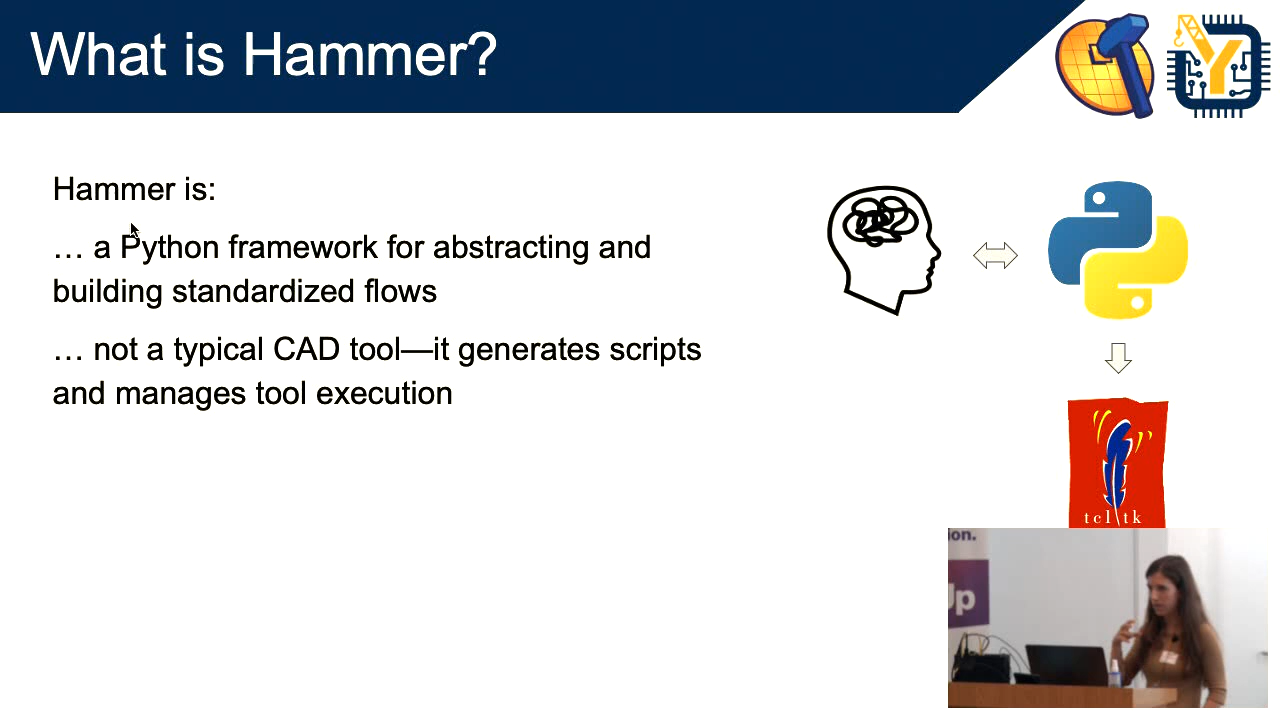 What is Hammer?
Hammer is:
… a Python framework for abstracting and
building standardized flows
… not a typical CAD tool—it generates scripts
and manages tool execution
tcl tk
ion.
Up